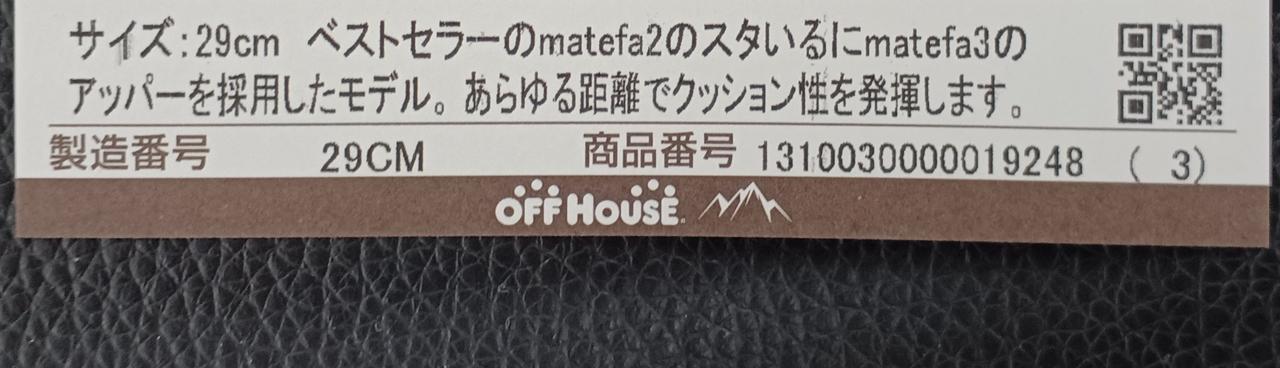 サイズ:29cm ベストセラーのmatefa2のスタいるにmatefa3の
アッパーを採用したモデル。あらゆる距離でクッション性を発揮します。
製造番号 29CM 商品番号 1310030000019248 ( 3)
OFF HOUSE